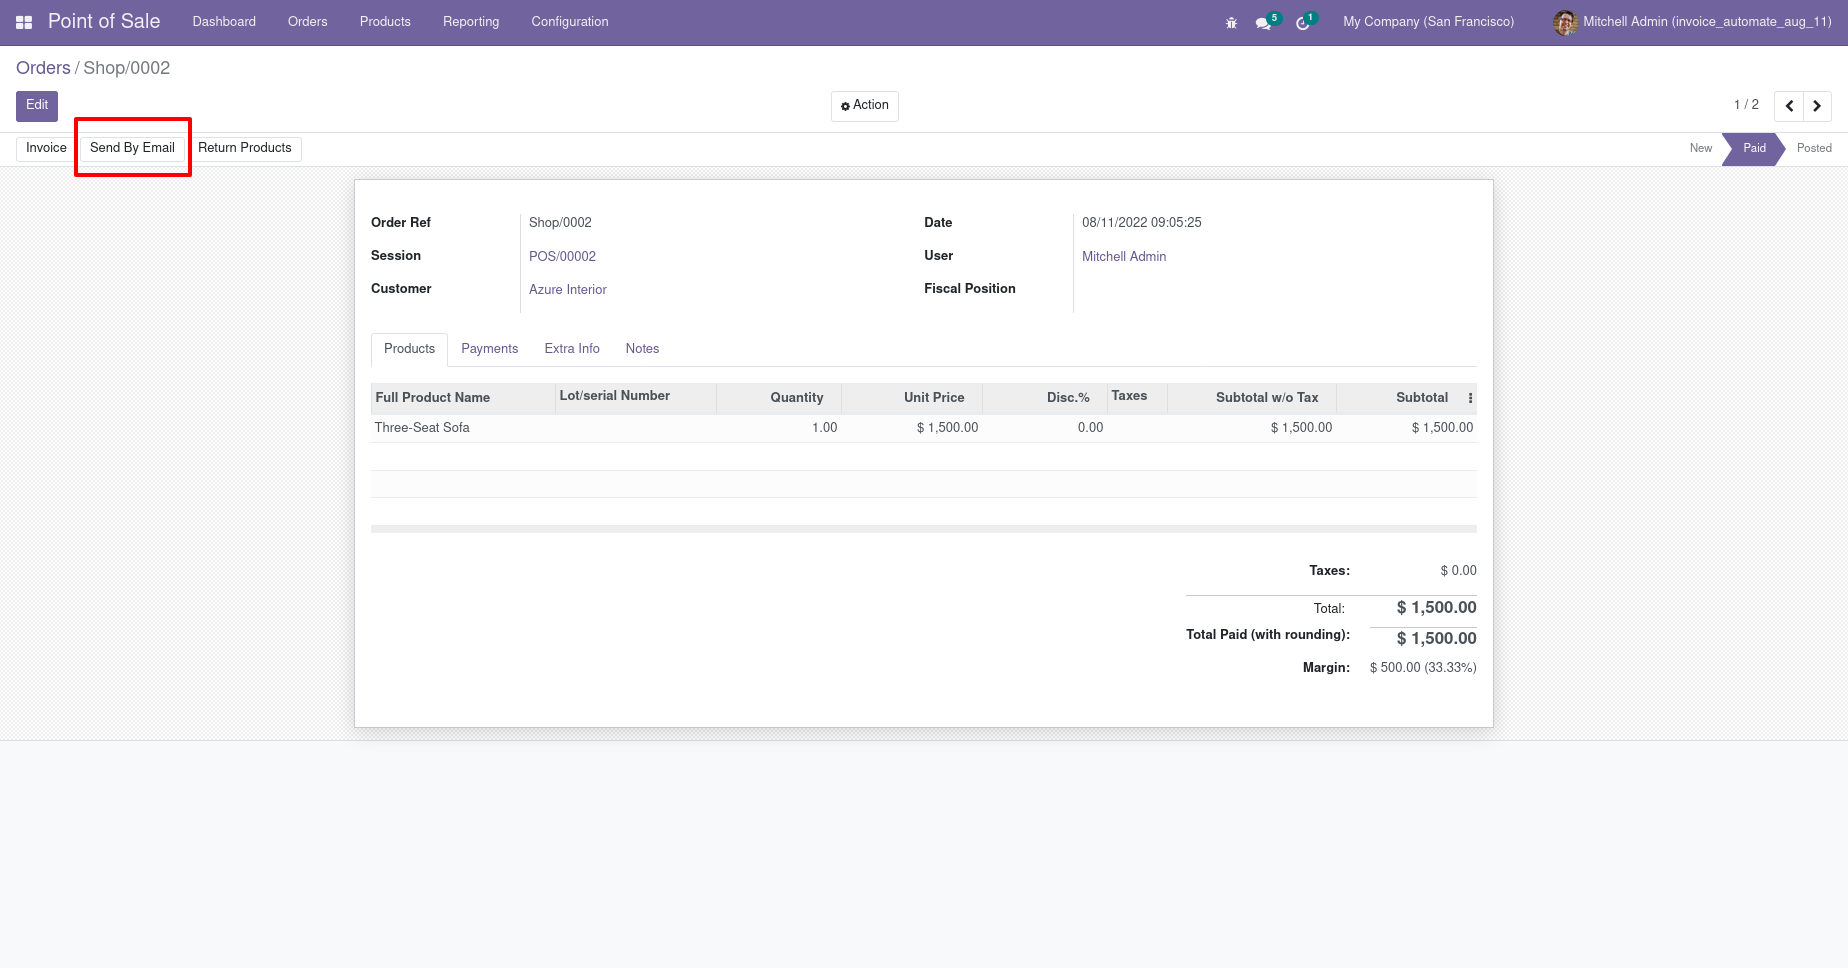 Point of Sale Dashboard Orders Products Reporting Configuration 5 1 My Company (San Francisco) Mitchell Admin (invoice_automate_aug_11)
Orders / Shop/0002
Edit Action 1 / 2
Invoice Send By Email Return Products New Paid Posted
Order Ref Shop/0002 Date 08/11/2022 09:05:25
Session POS/00002 User Mitchell Admin
Customer Azure Interior Fiscal Position
Products Payments Extra Info Notes
Full Product Name Lot/serial Number Quantity Unit Price Disc.% Taxes Subtotal w/o Tax Subtotal
Three-Seat Sofa 1.00 $ 1,500.00 0.00 $ 1,500.00 $ 1,500.00
Taxes: $ 0.00
Total: $ 1,500.00
Total Paid (with rounding): $ 1,500.00
Margin: $ 500.00 (33.33%)